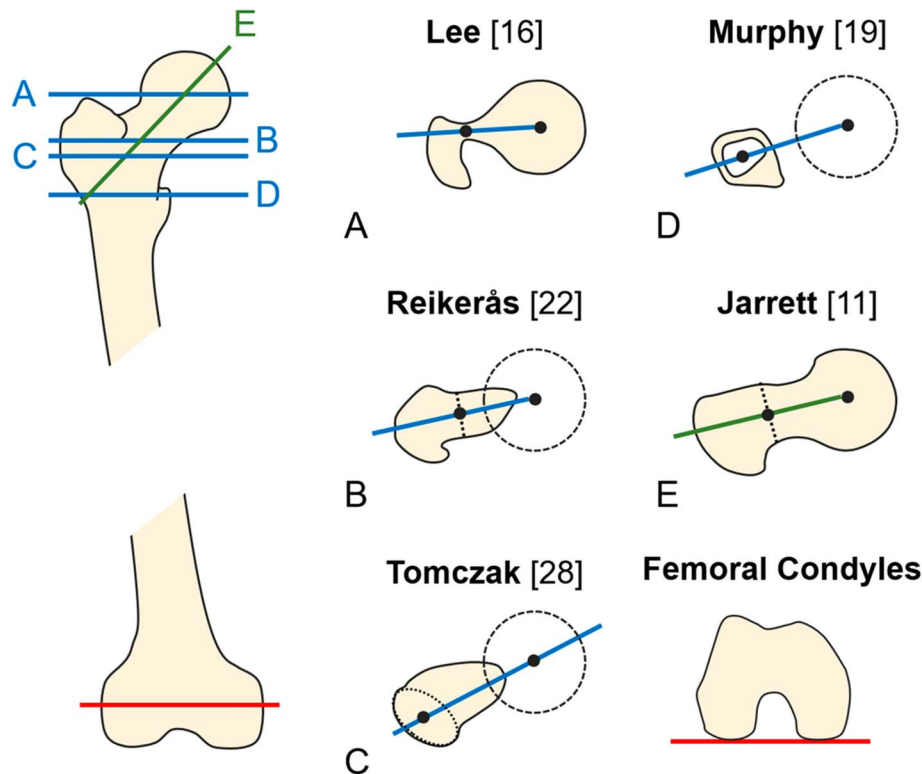 E
A
B
C
D
Lee [16]
A
Murphy [19]
D
Reikerås [22]
B
Jarrett [11]
E
Tomczak [28]
C
Femoral Condyles